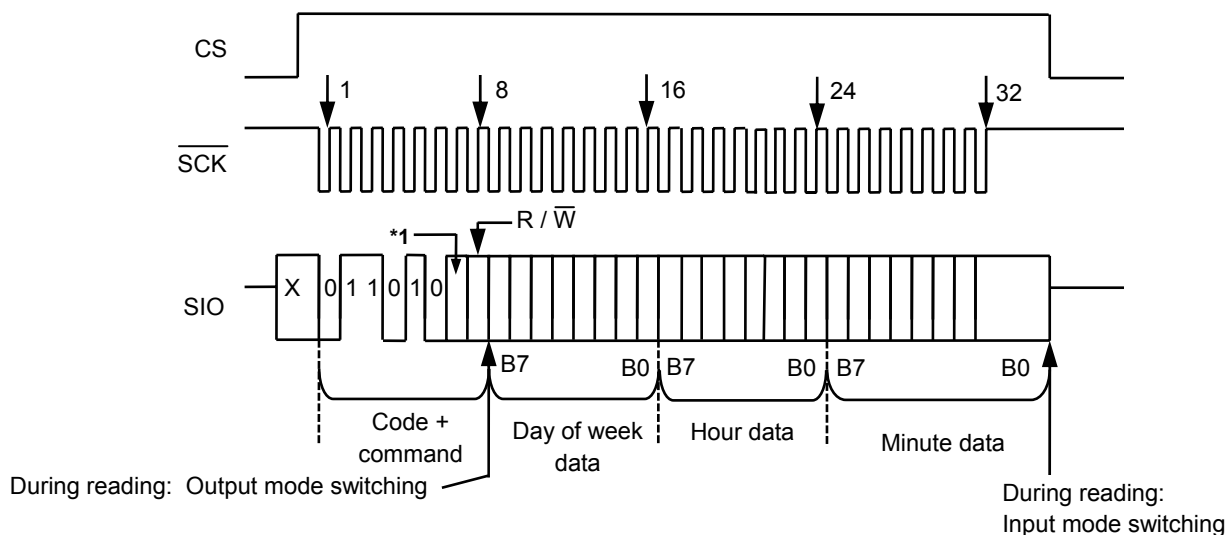 CS
1 8 16 24 32
SCK
*1 R / W
SIO X 0 1 1 0 1 0
B7 B0 B7 B0 B7 B0
Code +
command
Day of week
data
Hour data
Minute data
During reading: Output mode switching
During reading:
Input mode switching